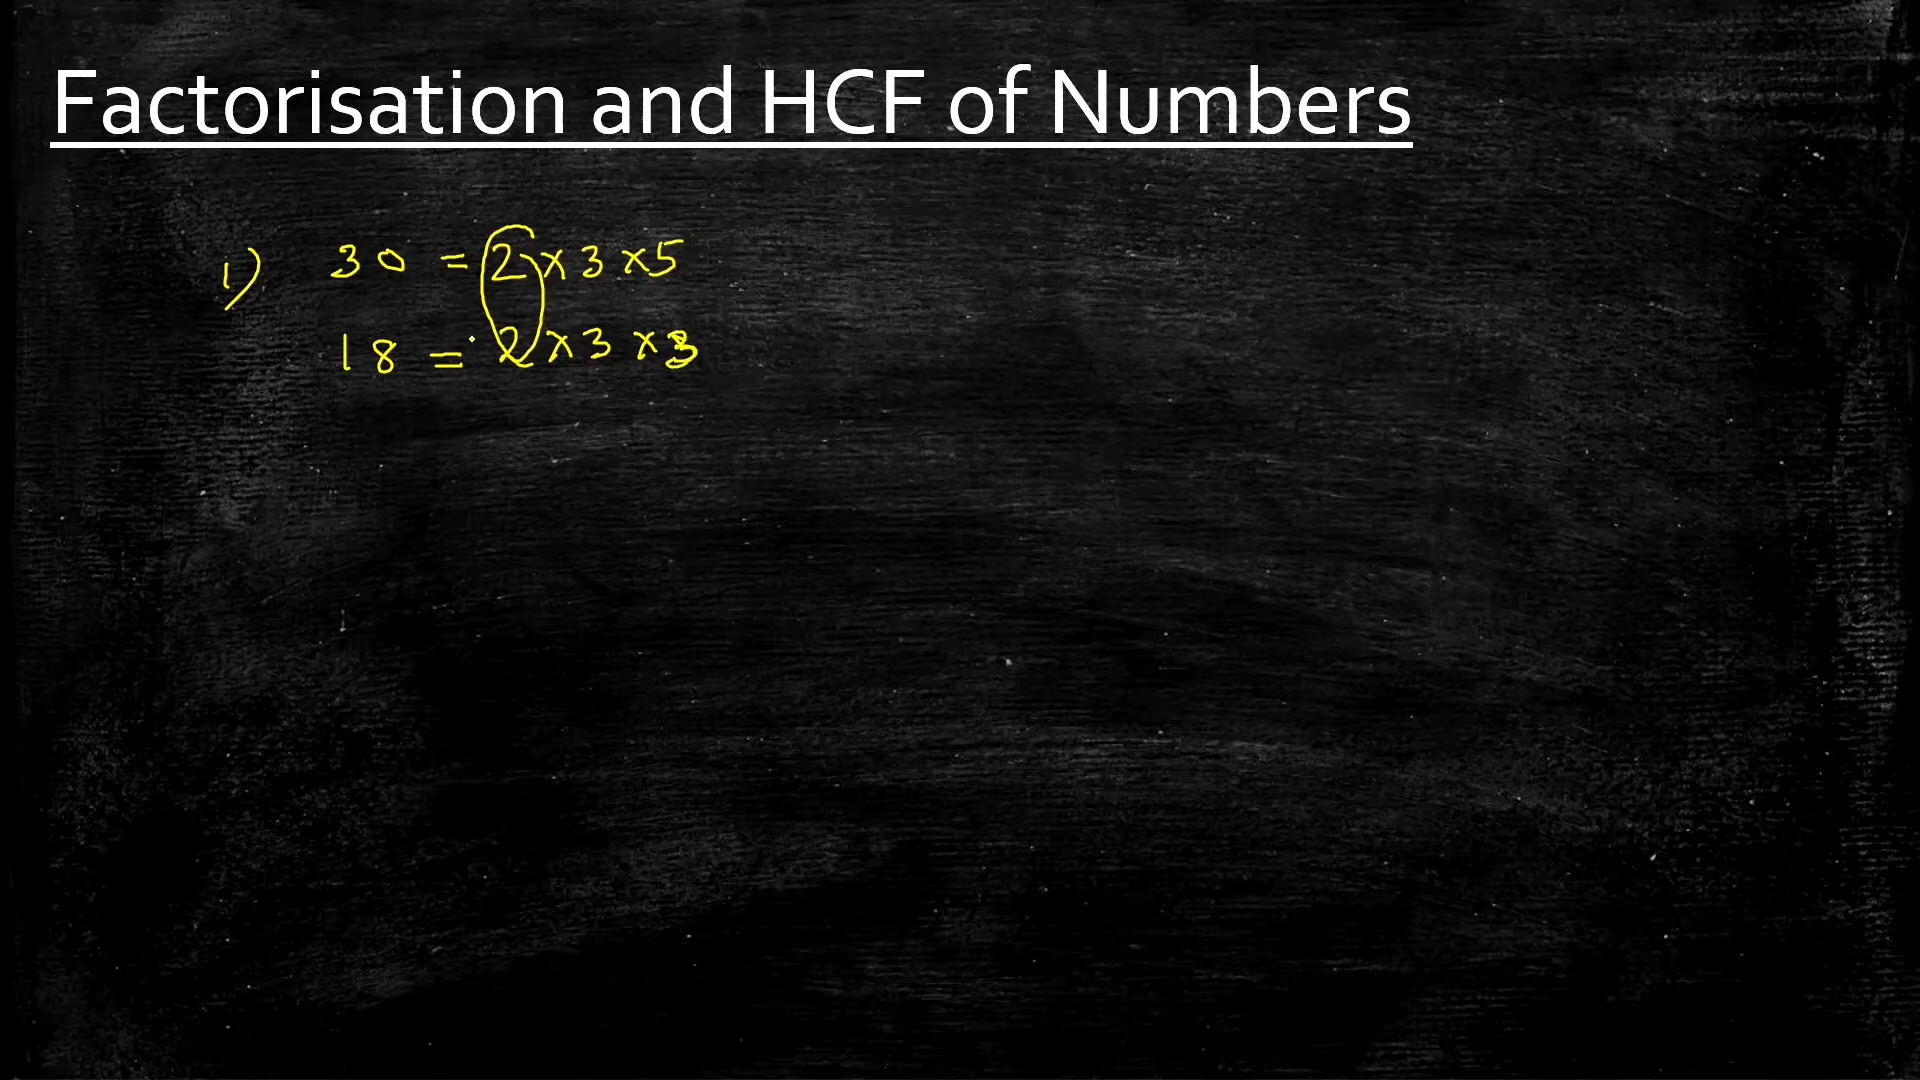 Factorisation and HCF of Numbers
1) 30 = 2 x 3 x 5
18 = 2 x 3 x 3